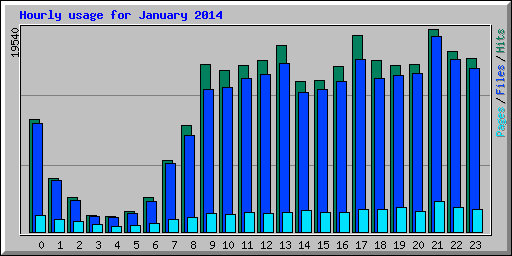 Hourly usage for January 2014
19540
Pages/Files/Hits
0 1 2 3 4 5 6 7 8 9 10 11 12 13 14 15 16 17 18 19 20 21 22 23